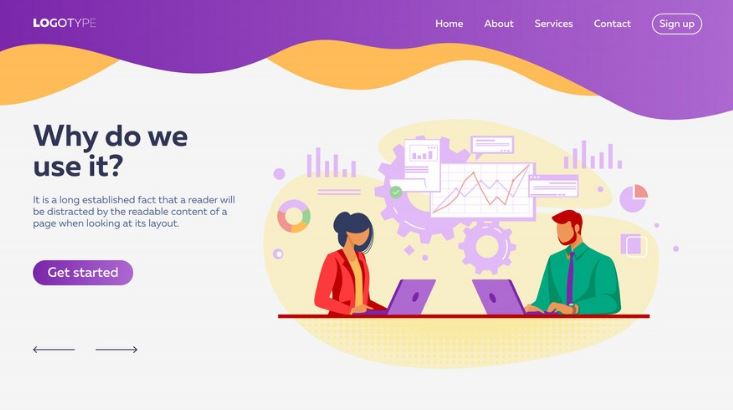 LOGOTYPE
Home About Services Contact Sign up
Why do we
use it?
It is a long established fact that a reader will
be distracted by the readable content of a
page when looking at its layout.
Get started